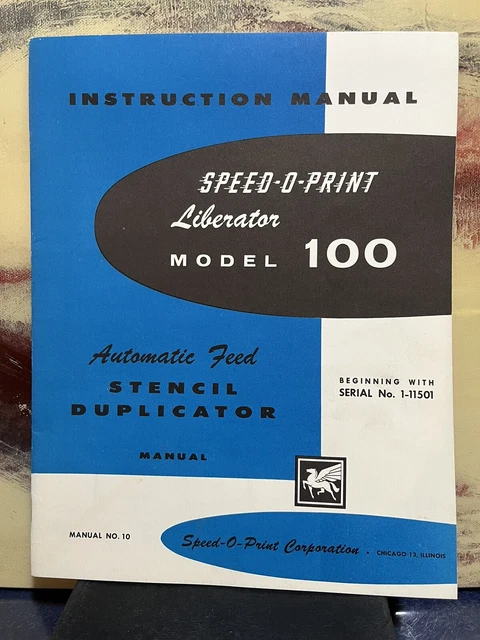 INSTRUCTION MANUAL
SPEED-O-PRINT
Liberator
MODEL 100
Automatic Feed
STENCIL
DUPLICATOR
MANUAL
BEGINNING WITH
SERIAL No. 1-11501
MANUAL NO. 10
Speed-O-Print Corporation • CHICAGO 13, ILLINOIS